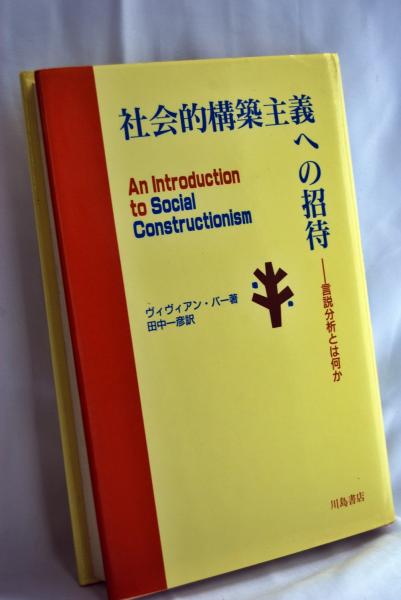 社会的構築主義への招待
──言説分析とは何か
An Introduction
to Social
Constructionism
ヴィヴィアン・バー著
田中一彦訳
川島書店